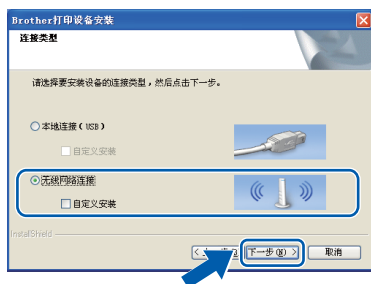 Brother打印设备安装
连接类型
请选择要安装设备的连接类型，然后点击下一步。
本地连接（USB）
自定义安装
无线网络连接
自定义安装
InstallShield
下一步(N) >
取消